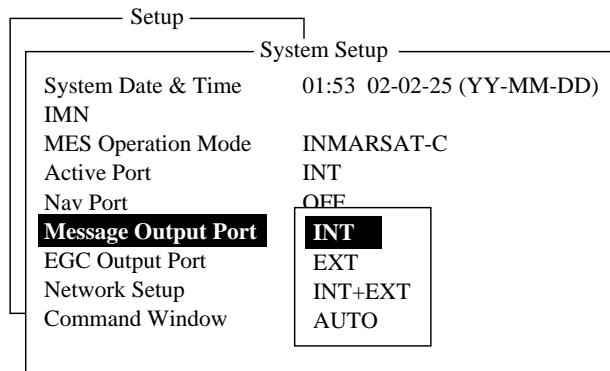 Setup
System Setup
System Date & Time 01:53 02-02-25 (YY-MM-DD)
IMN
MES Operation Mode INMARSAT-C
Active Port INT
Nav Port OFF
Message Output Port INT
EGC Output Port EXT
Network Setup INT+EXT
Command Window AUTO